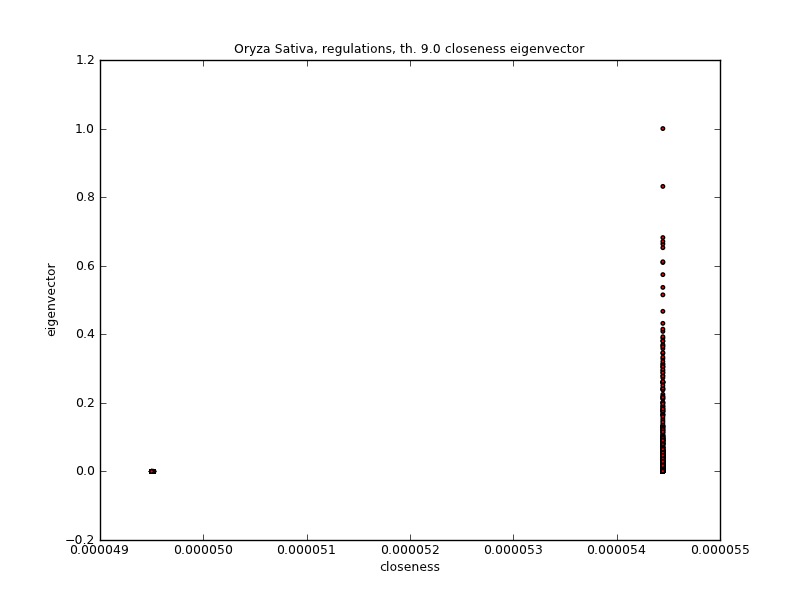 Oryza Sativa, regulations, th. 9.0 closeness eigenvector
1.2
1.0
0.8
0.6
0.4
0.2
0.0
−0.2
eigenvector
0.000049 0.000050 0.000051 0.000052 0.000053 0.000054 0.000055
closeness